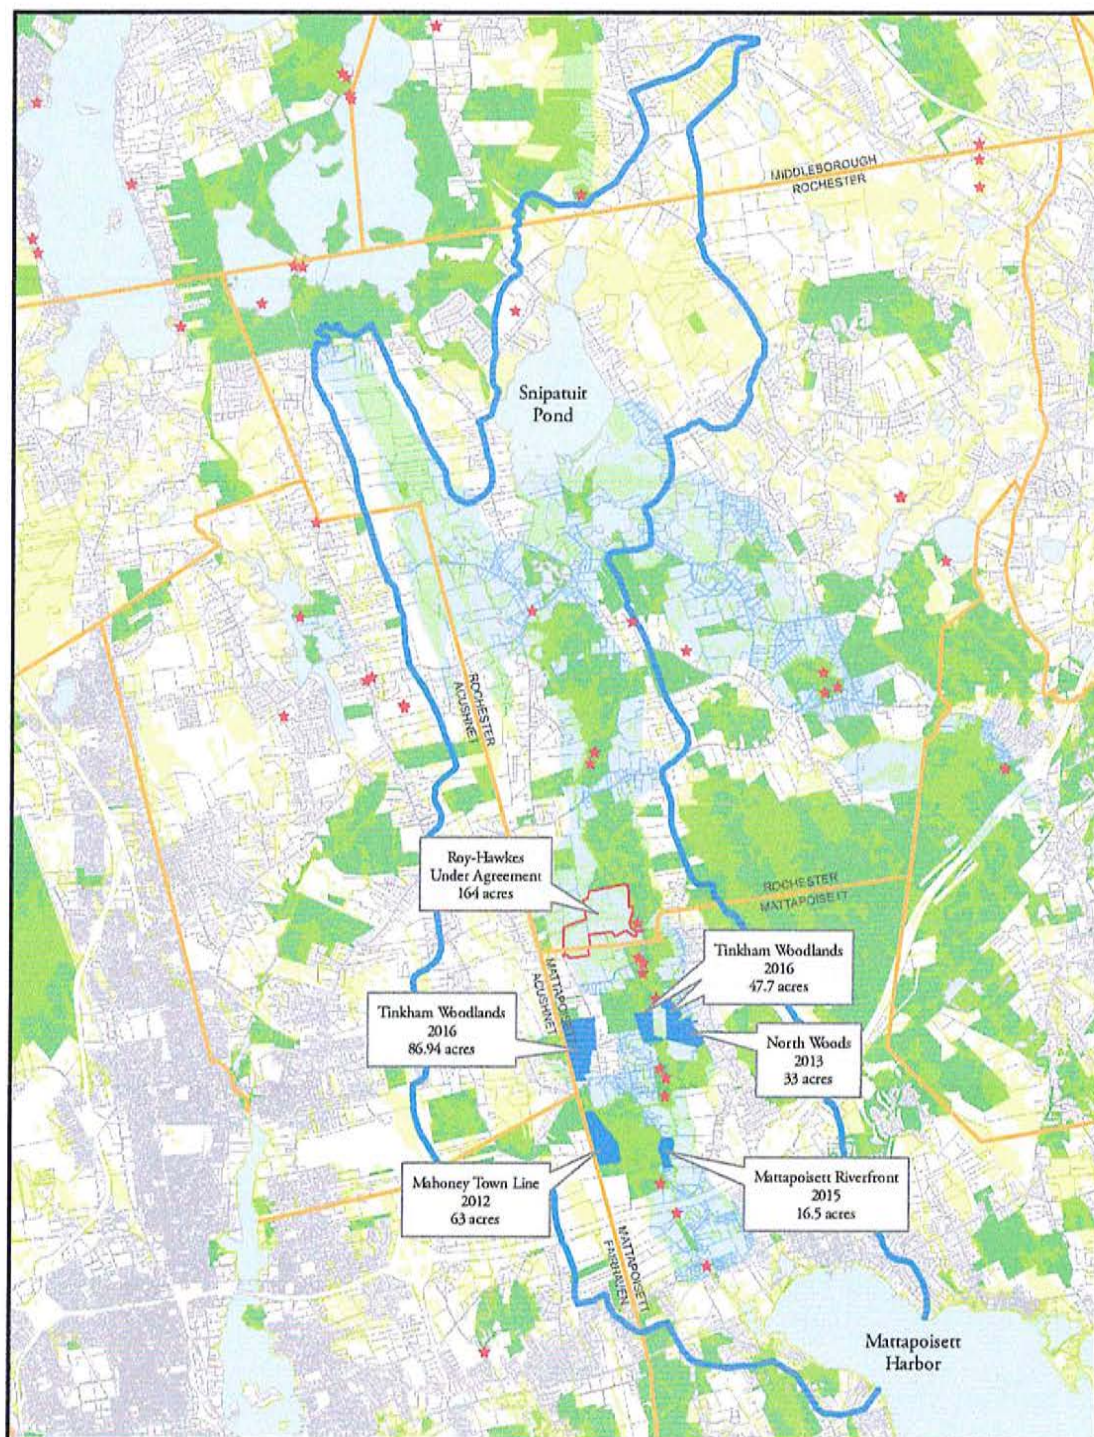 MIDDLEBOROUGH
ROCHESTER
Snipatuit
Pond
ROCHESTER
ACUSHNET
Roy-Hawkes
Under Agreement
164 acres
ROCHESTER
MATTAPOISETT
Tinkham Woodlands
2016
47.7 acres
MATTAPOISETT
ACUSHNET
Tinkham Woodlands
2016
86.94 acres
North Woods
2013
33 acres
Mahoney Town Line
2012
63 acres
Mattapoisett Riverfront
2015
16.5 acres
MATTAPOISETT
FAIRHAVEN
Mattapoisett
Harbor